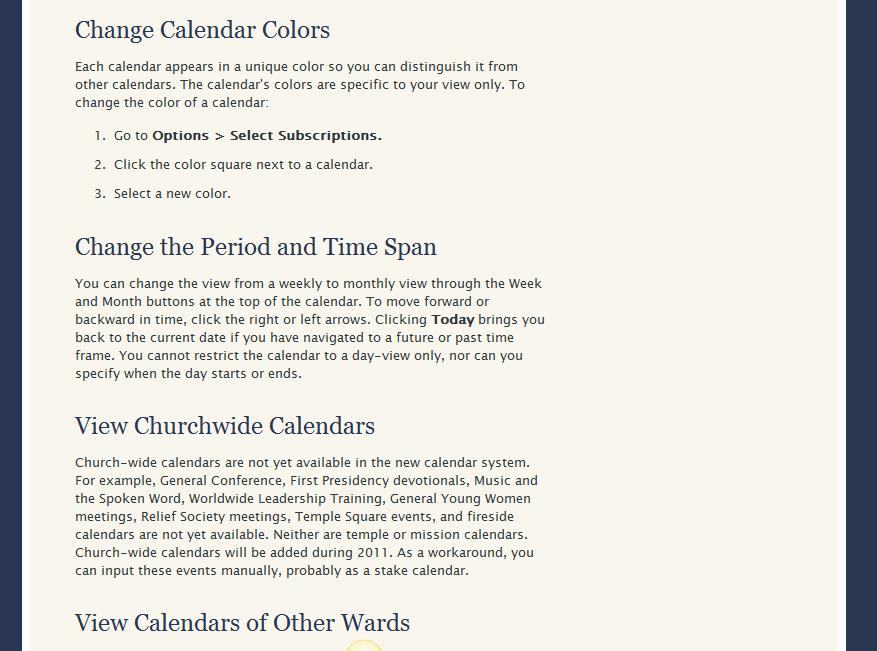 Change Calendar Colors
Each calendar appears in a unique color so you can distinguish it from
other calendars. The calendar's colors are specific to your view only. To
change the color of a calendar:
1. Go to Options > Select Subscriptions.
2. Click the color square next to a calendar.
3. Select a new color.
Change the Period and Time Span
You can change the view from a weekly to monthly view through the Week
and Month buttons at the top of the calendar. To move forward or
backward in time, click the right or left arrows. Clicking Today brings you
back to the current date if you have navigated to a future or past time
frame. You cannot restrict the calendar to a day-view only, nor can you
specify when the day starts or ends.
View Churchwide Calendars
Church-wide calendars are not yet available in the new calendar system.
For example, General Conference, First Presidency devotionals, Music and
the Spoken Word, Worldwide Leadership Training, General Young Women
meetings, Relief Society meetings, Temple Square events, and fireside
calendars are not yet available. Neither are temple or mission calendars.
Church-wide calendars will be added during 2011. As a workaround, you
can input these events manually, probably as a stake calendar.
View Calendars of Other Wards